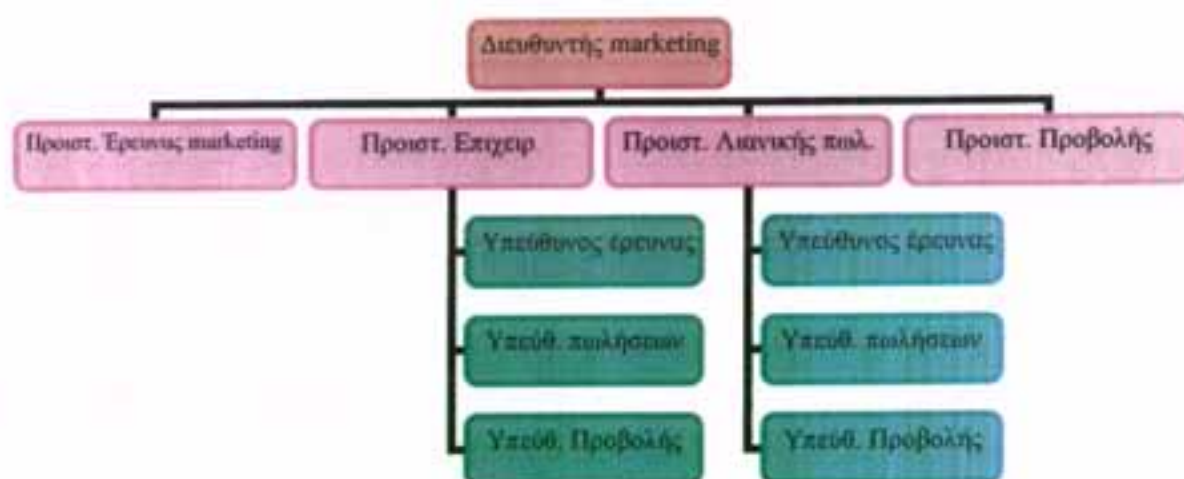 Διευθυντής marketing
Προιστ. Έρευνας marketing
Προιστ. Επιχειρ
Προιστ. Λιανικής πωλ.
Προιστ. Προβολής
Υπεύθυνος έρευνας
Υπεύθυνος έρευνας
Υπεύθ. πωλήσεων
Υπεύθ. πωλήσεων
Υπεύθ. Προβολής
Υπεύθ. Προβολής